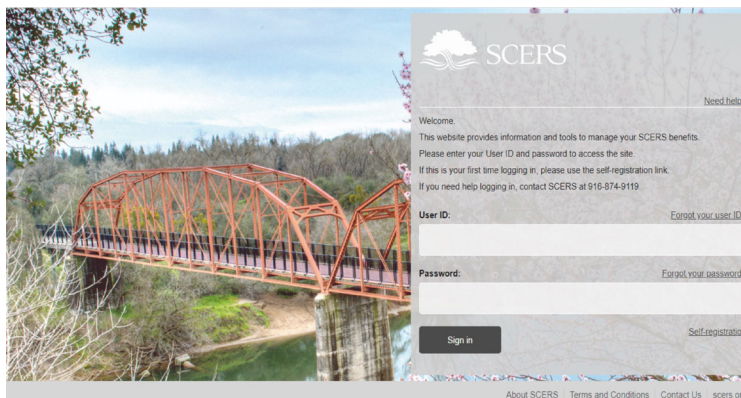 SCERS
Need help
Welcome.
This website provides information and tools to manage your SCERS benefits.
Please enter your User ID and password to access the site.
If this is your first time logging in, please use the self-registration link.
If you need help logging in, contact SCERS at 916-874-9119.
User ID: Forgot your user ID
Password: Forgot your password
Sign in Self-registratio
About SCERS Terms and Conditions Contact Us scers.or